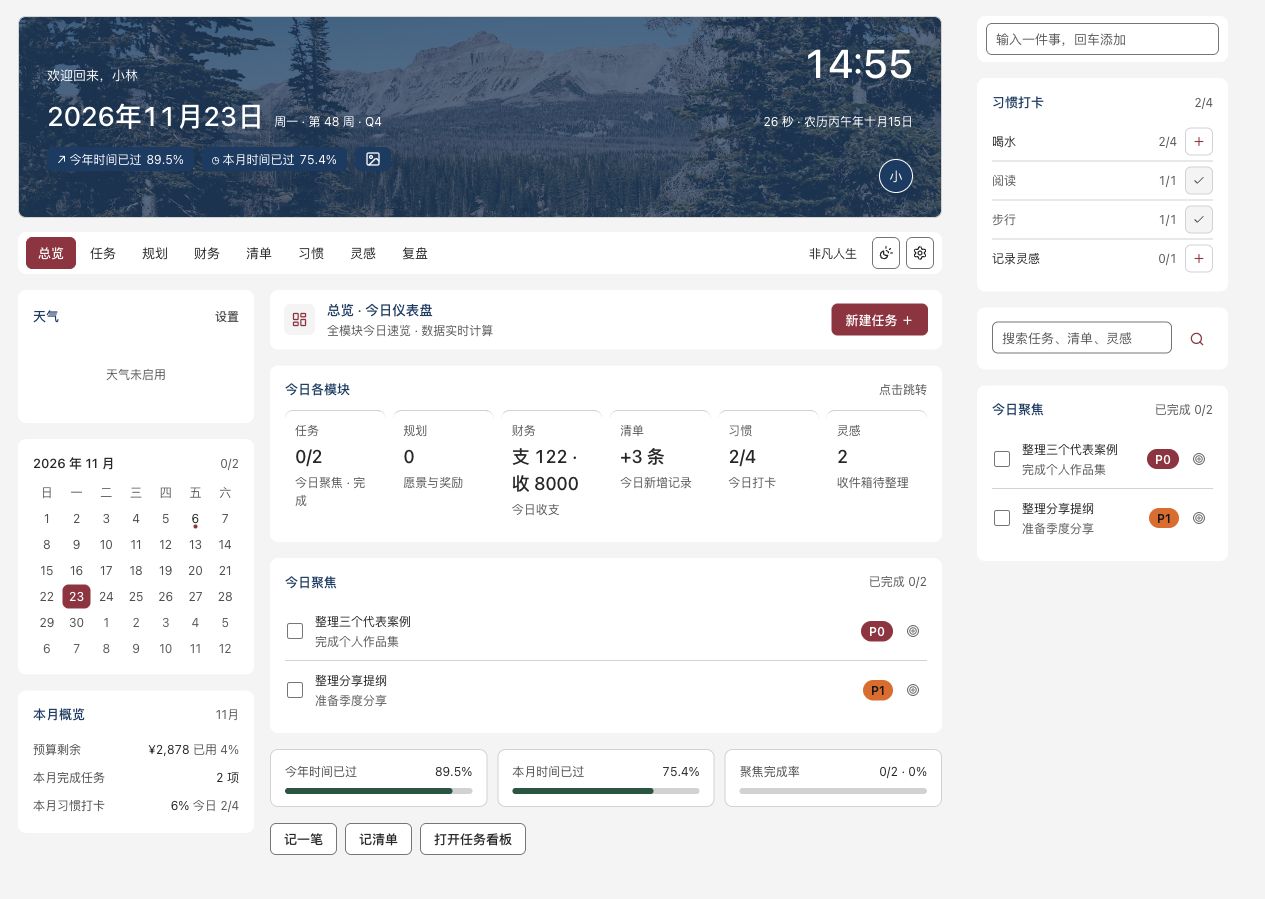 欢迎回来，小林
2026年11月23日 周一 · 第 48 周 · Q4
今年时间已过 89.5% 本月时间已过 75.4%
14:55
26 秒 · 农历丙午年十月15日
小
总览 任务 规划 财务 清单 习惯 灵感 复盘 非凡人生
天气 设置
天气未启用
2026 年 11 月 0/2
日 一 二 三 四 五 六
1 2 3 4 5 6 7
8 9 10 11 12 13 14
15 16 17 18 19 20 21
22 23 24 25 26 27 28
29 30 1 2 3 4 5
6 7 8 9 10 11 12
本月概览 11月
预算剩余 ¥2,878 已用 4%
本月完成任务 2 项
本月习惯打卡 6% 今日 2/4
总览 · 今日仪表盘
全模块今日速览 · 数据实时计算
新建任务 +
今日各模块 点击跳转
任务
0/2
今日聚焦 · 完
成
规划
0
愿景与奖励
财务
支 122 ·
收 8000
今日收支
清单
+3 条
今日新增记录
习惯
2/4
今日打卡
灵感
2
收件箱待整理
今日聚焦 已完成 0/2
整理三个代表案例
完成个人作品集
P0
整理分享提纲
准备季度分享
P1
今年时间已过 89.5%
本月时间已过 75.4%
聚焦完成率 0/2 · 0%
记一笔 记清单 打开任务看板
输入一件事，回车添加
习惯打卡 2/4
喝水 2/4 +
阅读 1/1
步行 1/1
记录灵感 0/1 +
搜索任务、清单、灵感
今日聚焦 已完成 0/2
整理三个代表案例
完成个人作品集
P0
整理分享提纲
准备季度分享
P1